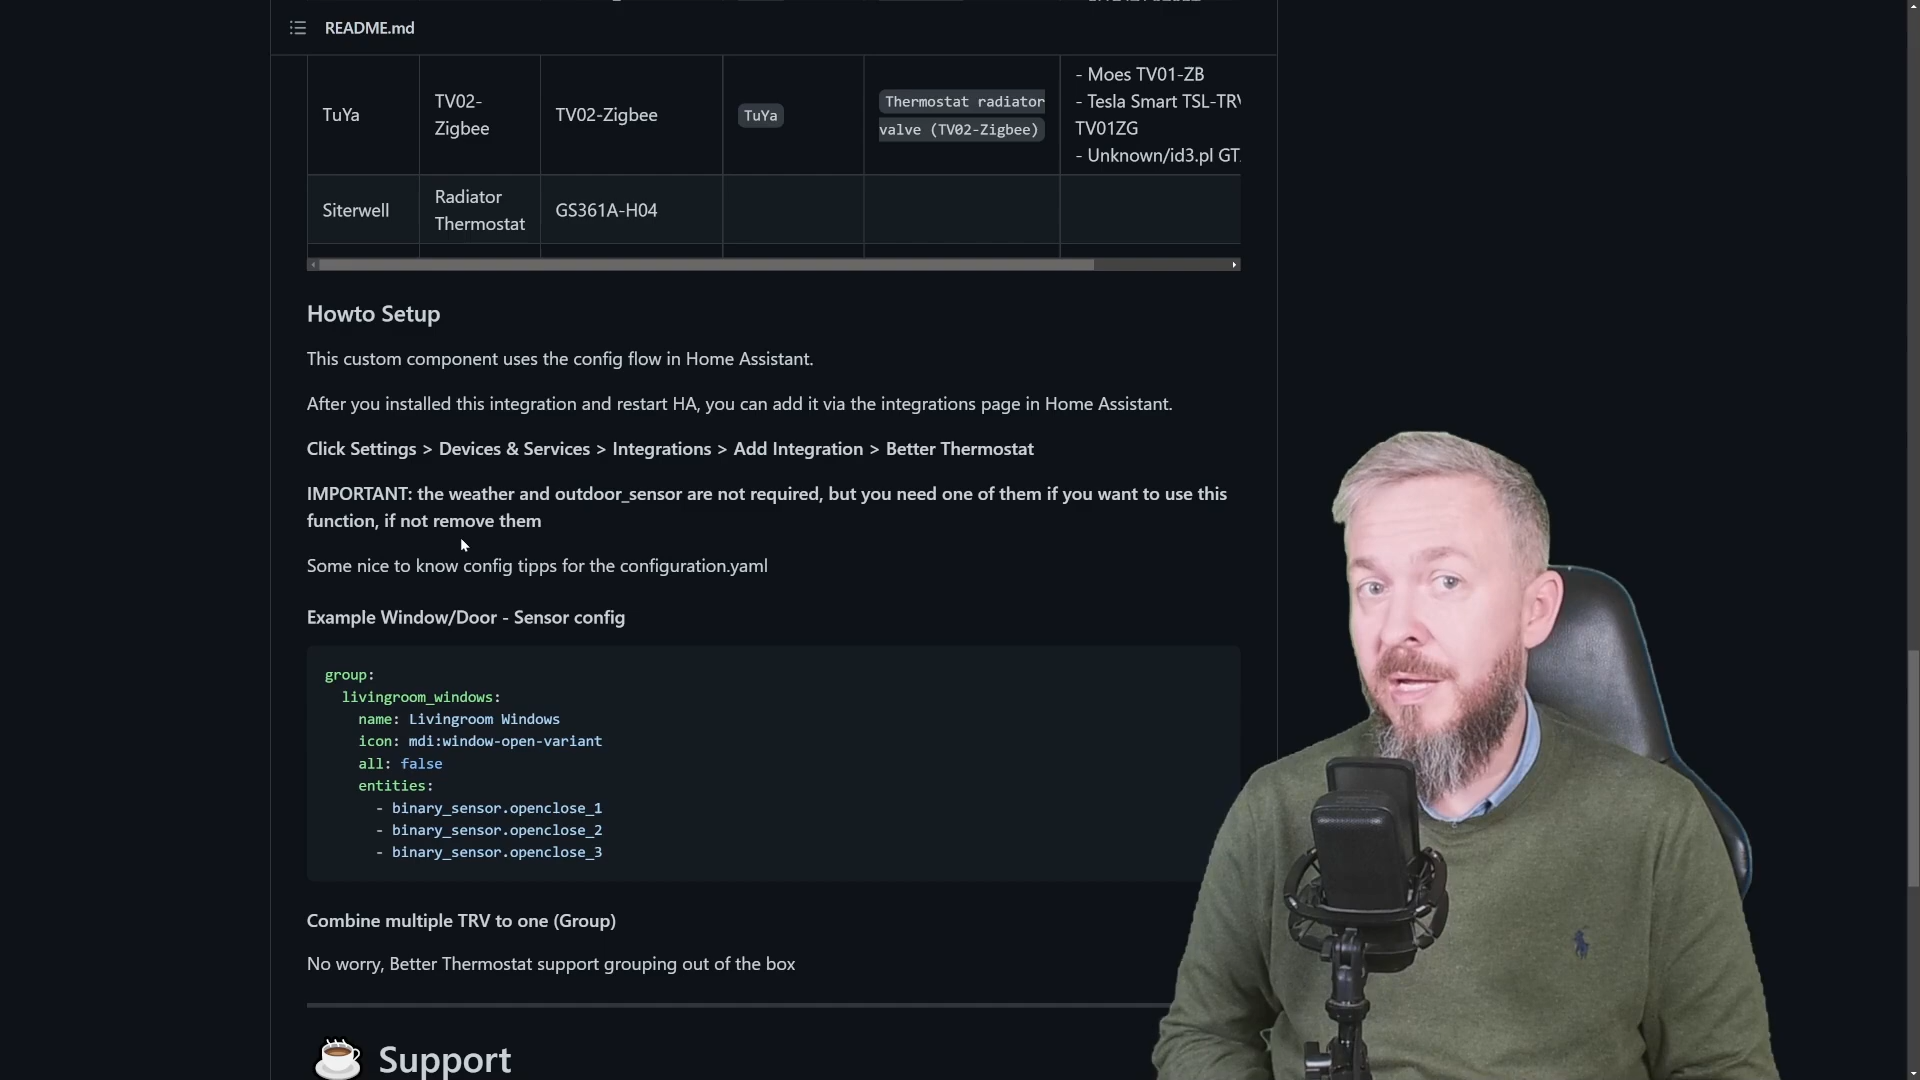 README.md
TuYa
TV02-
Zigbee
TV02-Zigbee
TuYa
Thermostat radiator
valve (TV02-Zigbee)
- Moes TV01-ZB
- Tesla Smart TSL-TRV
TV01ZG
- Unknown/id3.pl GT
Siterwell
Radiator
Thermostat
GS361A-H04
Howto Setup
This custom component uses the config flow in Home Assistant.
After you installed this integration and restart HA, you can add it via the integrations page in Home Assistant.
Click Settings > Devices & Services > Integrations > Add Integration > Better Thermostat
IMPORTANT: the weather and outdoor_sensor are not required, but you need one of them if you want to use this
function, if not remove them
Some nice to know config tipps for the configuration.yaml
Example Window/Door - Sensor config
group:
livingroom_windows:
name: Livingroom Windows
icon: mdi:window-open-variant
all: false
entities:
- binary_sensor.openclose_1
- binary_sensor.openclose_2
- binary_sensor.openclose_3
Combine multiple TRV to one (Group)
No worry, Better Thermostat support grouping out of the box
Support